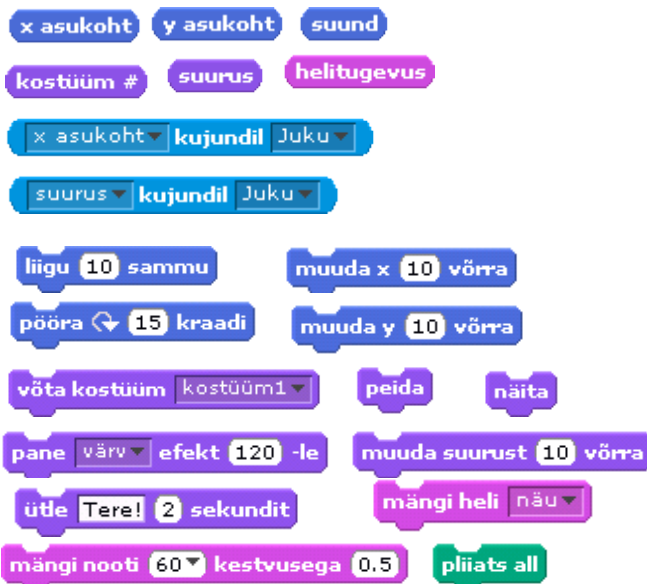 x asukoht y asukoht suund
kostüüm # suurus helitugevus
x asukoht kujundil Juku
suurus kujundil Juku
liigu 10 sammu muuda x 10 võrra
pööra 15 kraadi muuda y 10 võrra
võta kostüüm kostüüm1 peida näita
pane värv efekt 120 -le muuda suurust 10 võrra
ütle Tere! 2 sekundit mängi heli näu
mängi nooti 60 kestvusega 0.5 pliiats all